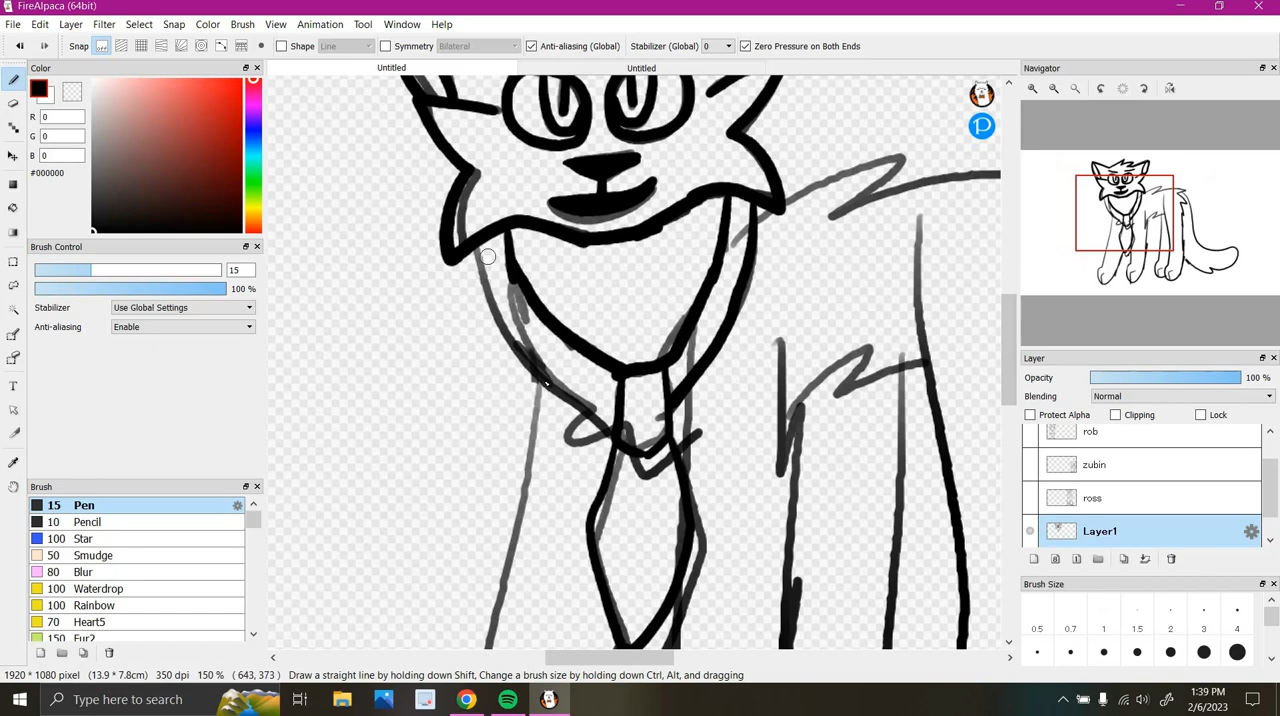 FireAlpaca (64bit)
File Edit Layer Filter Select Snap Color Brush View Animation Tool Window Help
Snap Shape Line Symmetry Bilateral Anti-aliasing (Global) Stabilizer (Global) 0 Zero Pressure on Both Ends
Color
Untitled
Untitled
Navigator
R 0
G 0
B 0
#000000
Brush Control
15
100 %
Stabilizer Use Global Settings
Anti-aliasing Enable
Layer
Opacity 100 %
Blending Normal
Protect Alpha Clipping Lock
rob
zubin
ross
Layer1
Brush
15 Pen
10 Pencil
100 Star
50 Smudge
80 Blur
100 Waterdrop
100 Rainbow
70 Heart5
150 Fur2
Brush Size
0.5 0.7 1 1.5 2 3 4
1920 * 1080 pixel (13.9 * 7.8cm) 350 dpi 150 % ( 643, 373 ) Draw a straight line by holding down Shift, Change a brush size by holding down Ctrl, Alt, and dragging
Type here to search
1:39 PM
2/6/2023